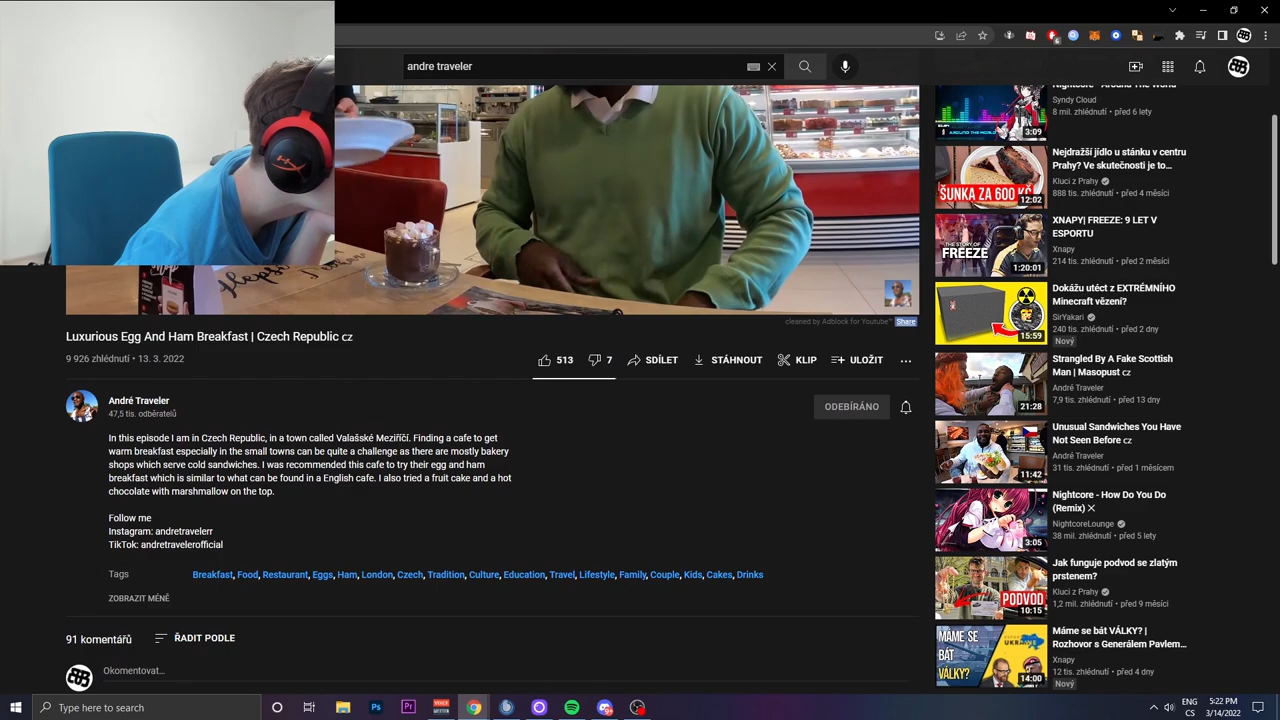 andre traveler
cleaned by Adblock for Youtube™ Share
Luxurious Egg And Ham Breakfast | Czech Republic cz
9 926 zhlédnutí • 13. 3. 2022
513
7
SDÍLET
STÁHNOUT
KLIP
ULOŽIT
André Traveler
47,5 tis. odběratelů
ODEBÍRÁNO
In this episode I am in Czech Republic, in a town called Valašské Meziříčí. Finding a cafe to get
warm breakfast especially in the small towns can be quite a challenge as there are mostly bakery
shops which serve cold sandwiches. I was recommended this cafe to try their egg and ham
breakfast which is similar to what can be found in a English cafe. I also tried a fruit cake and a hot
chocolate with marshmallow on the top.
Follow me
Instagram: andretravelerr
TikTok: andretravelerofficial
Tags
Breakfast, Food, Restaurant, Eggs, Ham, London, Czech, Tradition, Culture, Education, Travel, Lifestyle, Family, Couple, Kids, Cakes, Drinks
ZOBRAZIT MÉNĚ
91 komentářů
ŘADIT PODLE
Okomentovat...
Nightcore - Around The World
Syndy Cloud
8 mil. zhlédnutí • před 6 lety
AROUND THE WORLD
3:09
Nejdražší jídlo u stánku v centru
Prahy? Ve skutečnosti je to...
Kluci z Prahy
888 tis. zhlédnutí • před 4 měsíci
ŠUNKA ZA 600 KČ
12:02
XNAPY| FREEZE: 9 LET V
ESPORTU
Xnapy
214 tis. zhlédnutí • před 2 měsíci
THE STORY OF
FREEZE
1:20:01
Dokážu utéct z EXTRÉMNÍHO
Minecraft vězení?
SirYakari
240 tis. zhlédnutí • před 2 dny
Nový
15:59
Strangled By A Fake Scottish
Man | Masopust cz
André Traveler
7,9 tis. zhlédnutí • před 13 dny
21:28
Unusual Sandwiches You Have
Not Seen Before cz
André Traveler
31 tis. zhlédnutí • před 1 měsícem
11:42
Nightcore - How Do You Do
(Remix)
NightcoreLounge
38 mil. zhlédnutí • před 5 lety
3:05
Jak funguje podvod se zlatým
prstenem?
Kluci z Prahy
1,2 mil. zhlédnutí • před 9 měsíci
PODVOD
10:15
Máme se bát VÁLKY? |
Rozhovor s Generálem Pavlem...
Xnapy
12 tis. zhlédnutí • před 4 dny
Nový
MÁME SE
BÁT
VÁLKY?
14:00
Type here to search
Ps
Pr
ENG
CS
5:22 PM
3/14/2022